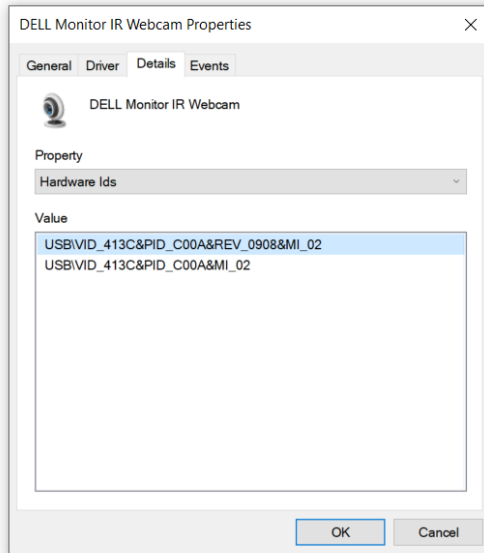 DELL Monitor IR Webcam Properties
General Driver Details Events
DELL Monitor IR Webcam
Property
Hardware Ids
Value
USB\VID_413C&PID_C00A&REV_0908&MI_02
USB\VID_413C&PID_C00A&MI_02
OK Cancel